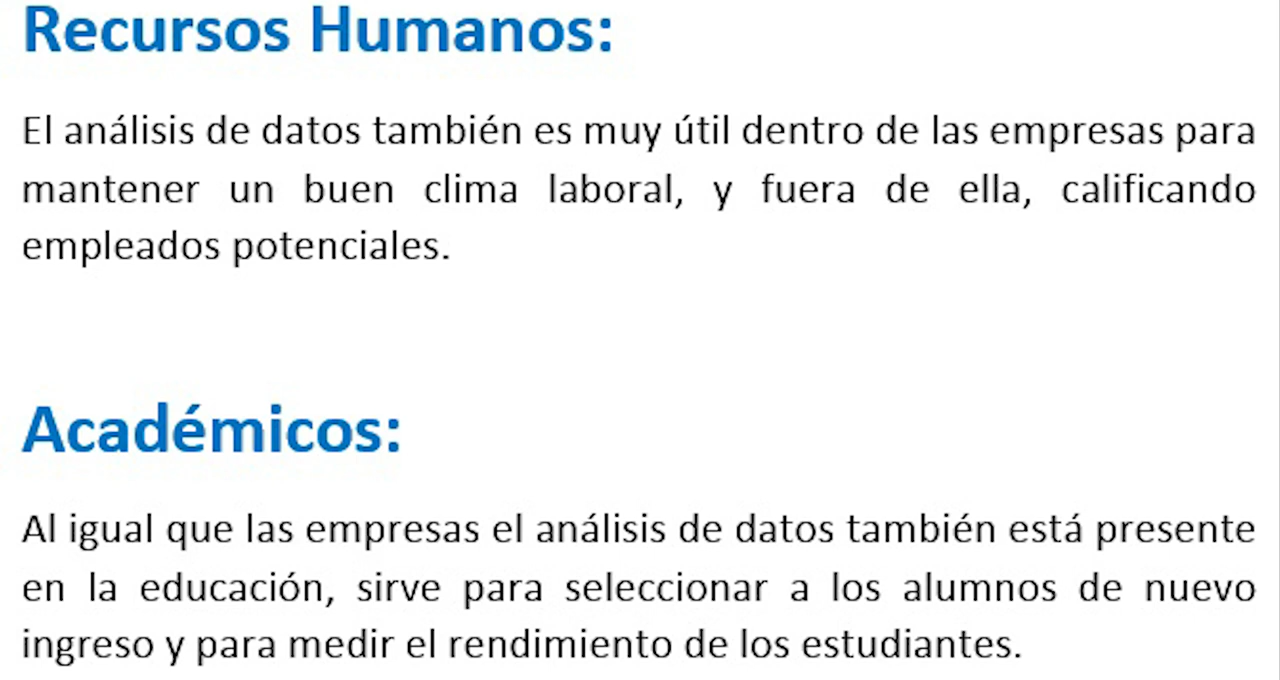 Recursos Humanos:
El análisis de datos también es muy útil dentro de las empresas para
mantener un buen clima laboral, y fuera de ella, calificando
empleados potenciales.
Académicos:
Al igual que las empresas el análisis de datos también está presente
en la educación, sirve para seleccionar a los alumnos de nuevo
ingreso y para medir el rendimiento de los estudiantes.